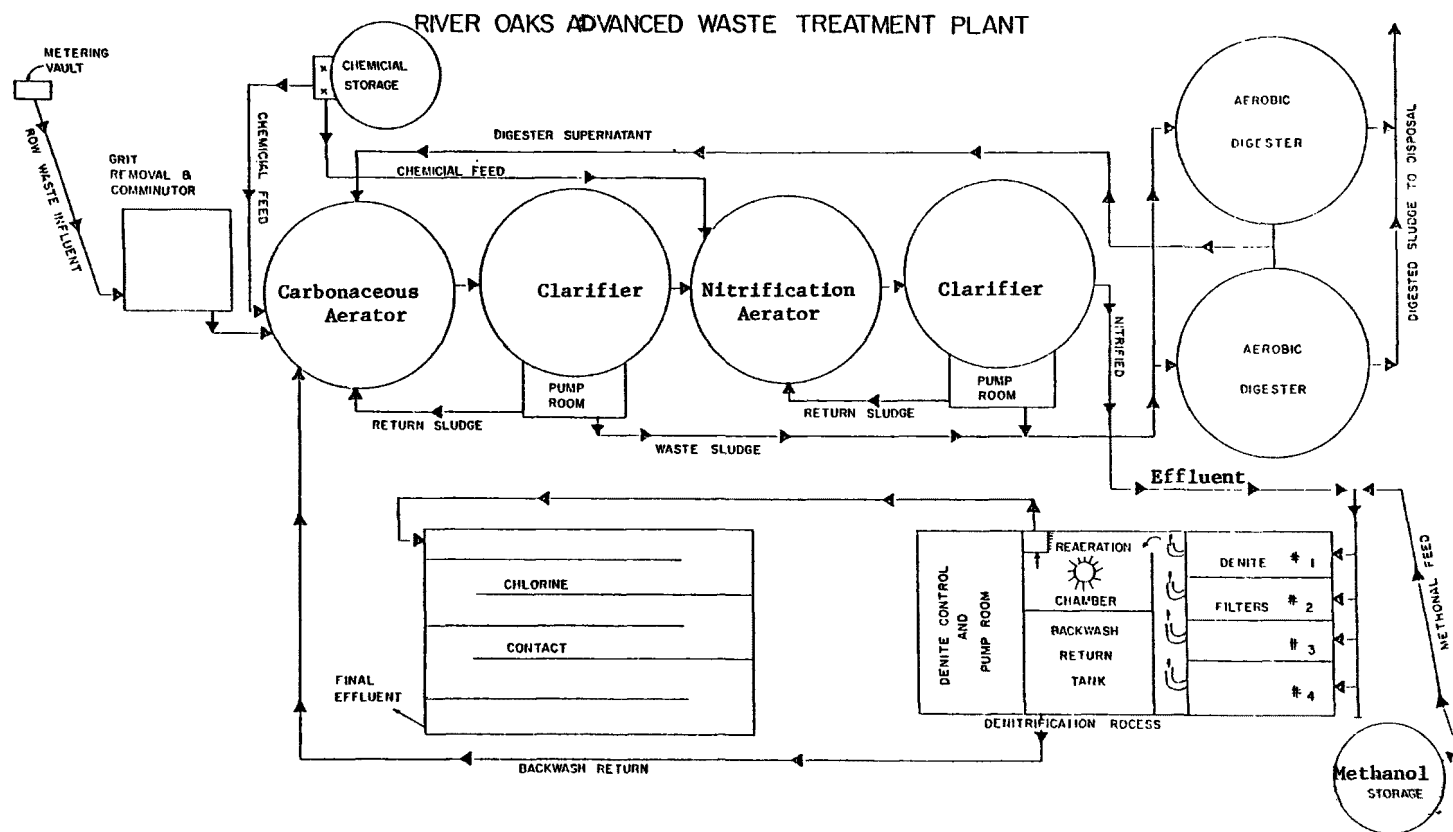 RIVER OAKS ADVANCED WASTE TREATMENT PLANT
METERING
VAULT
CHEMICIAL
STORAGE
ROW WASTE INFLUENT
CHEMICIAL FEED
GRIT
REMOVAL &
COMMINUTOR
DIGESTER SUPERNATANT
CHEMICIAL FEED
AEROBIC
DIGESTER
DIGESTED SLUDGE TO DISPOSAL
Carbonaceous
Aerator
Clarifier
Nitrification
Aerator
Clarifier
NITRIFIED
AEROBIC
DIGESTER
PUMP
ROOM
PUMP
ROOM
RETURN SLUDGE
RETURN SLUDGE
WASTE SLUDGE
Effluent
METHONAL FEED
CHLORINE
CONTACT
FINAL
EFFLUENT
DENITE CONTROL
AND
PUMP ROOM
REAERATION
CHAMBER
BACKWASH
RETURN
TANK
DENITE # 1
FILTERS # 2
# 3
# 4
DENITRIFICATION ROCESS
BACKWASH RETURN
Methanol
STORAGE